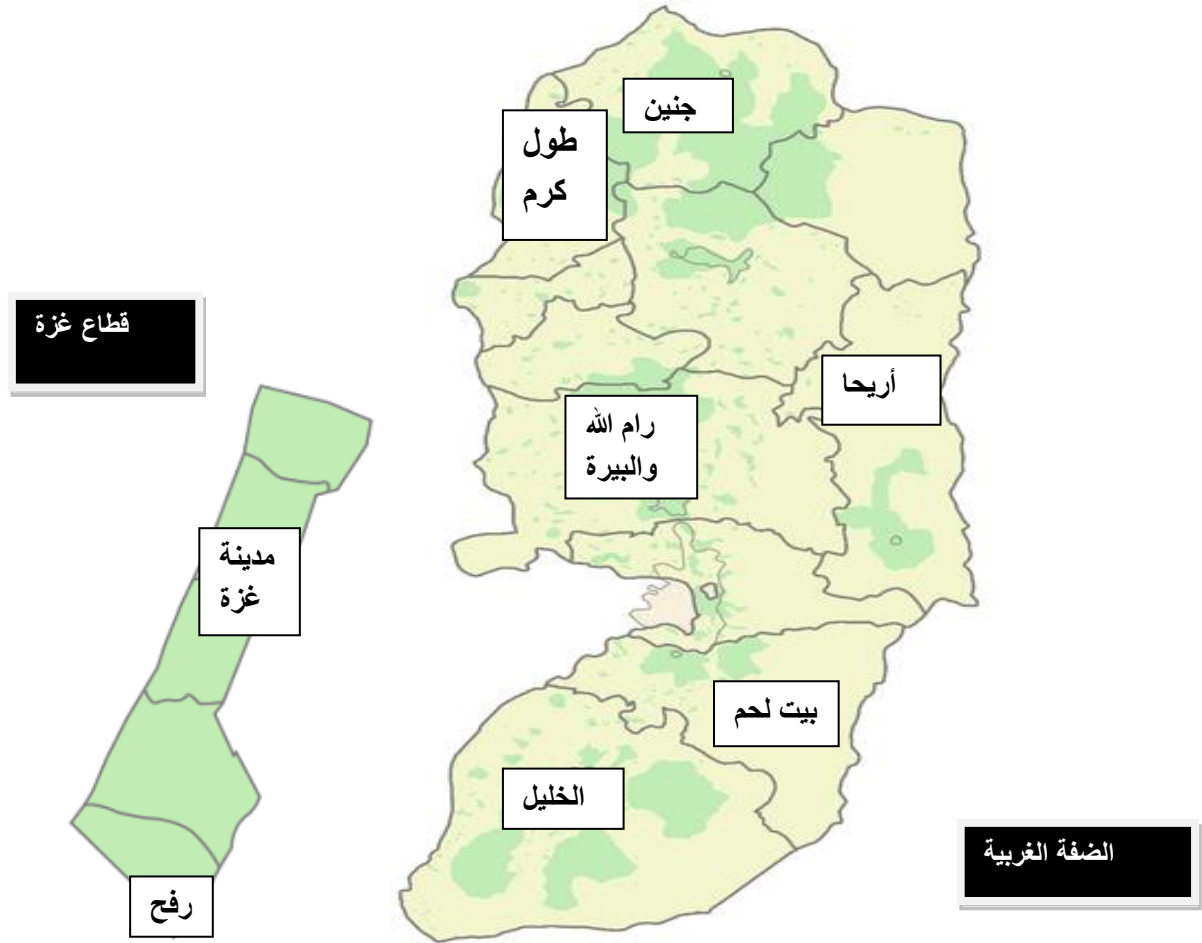 جنين
طول
كرم
قطاع غزة
أريحا
رام الله
والبيرة
مدينة
غزة
بيت لحم
الخليل
الضفة الغربية
رفح